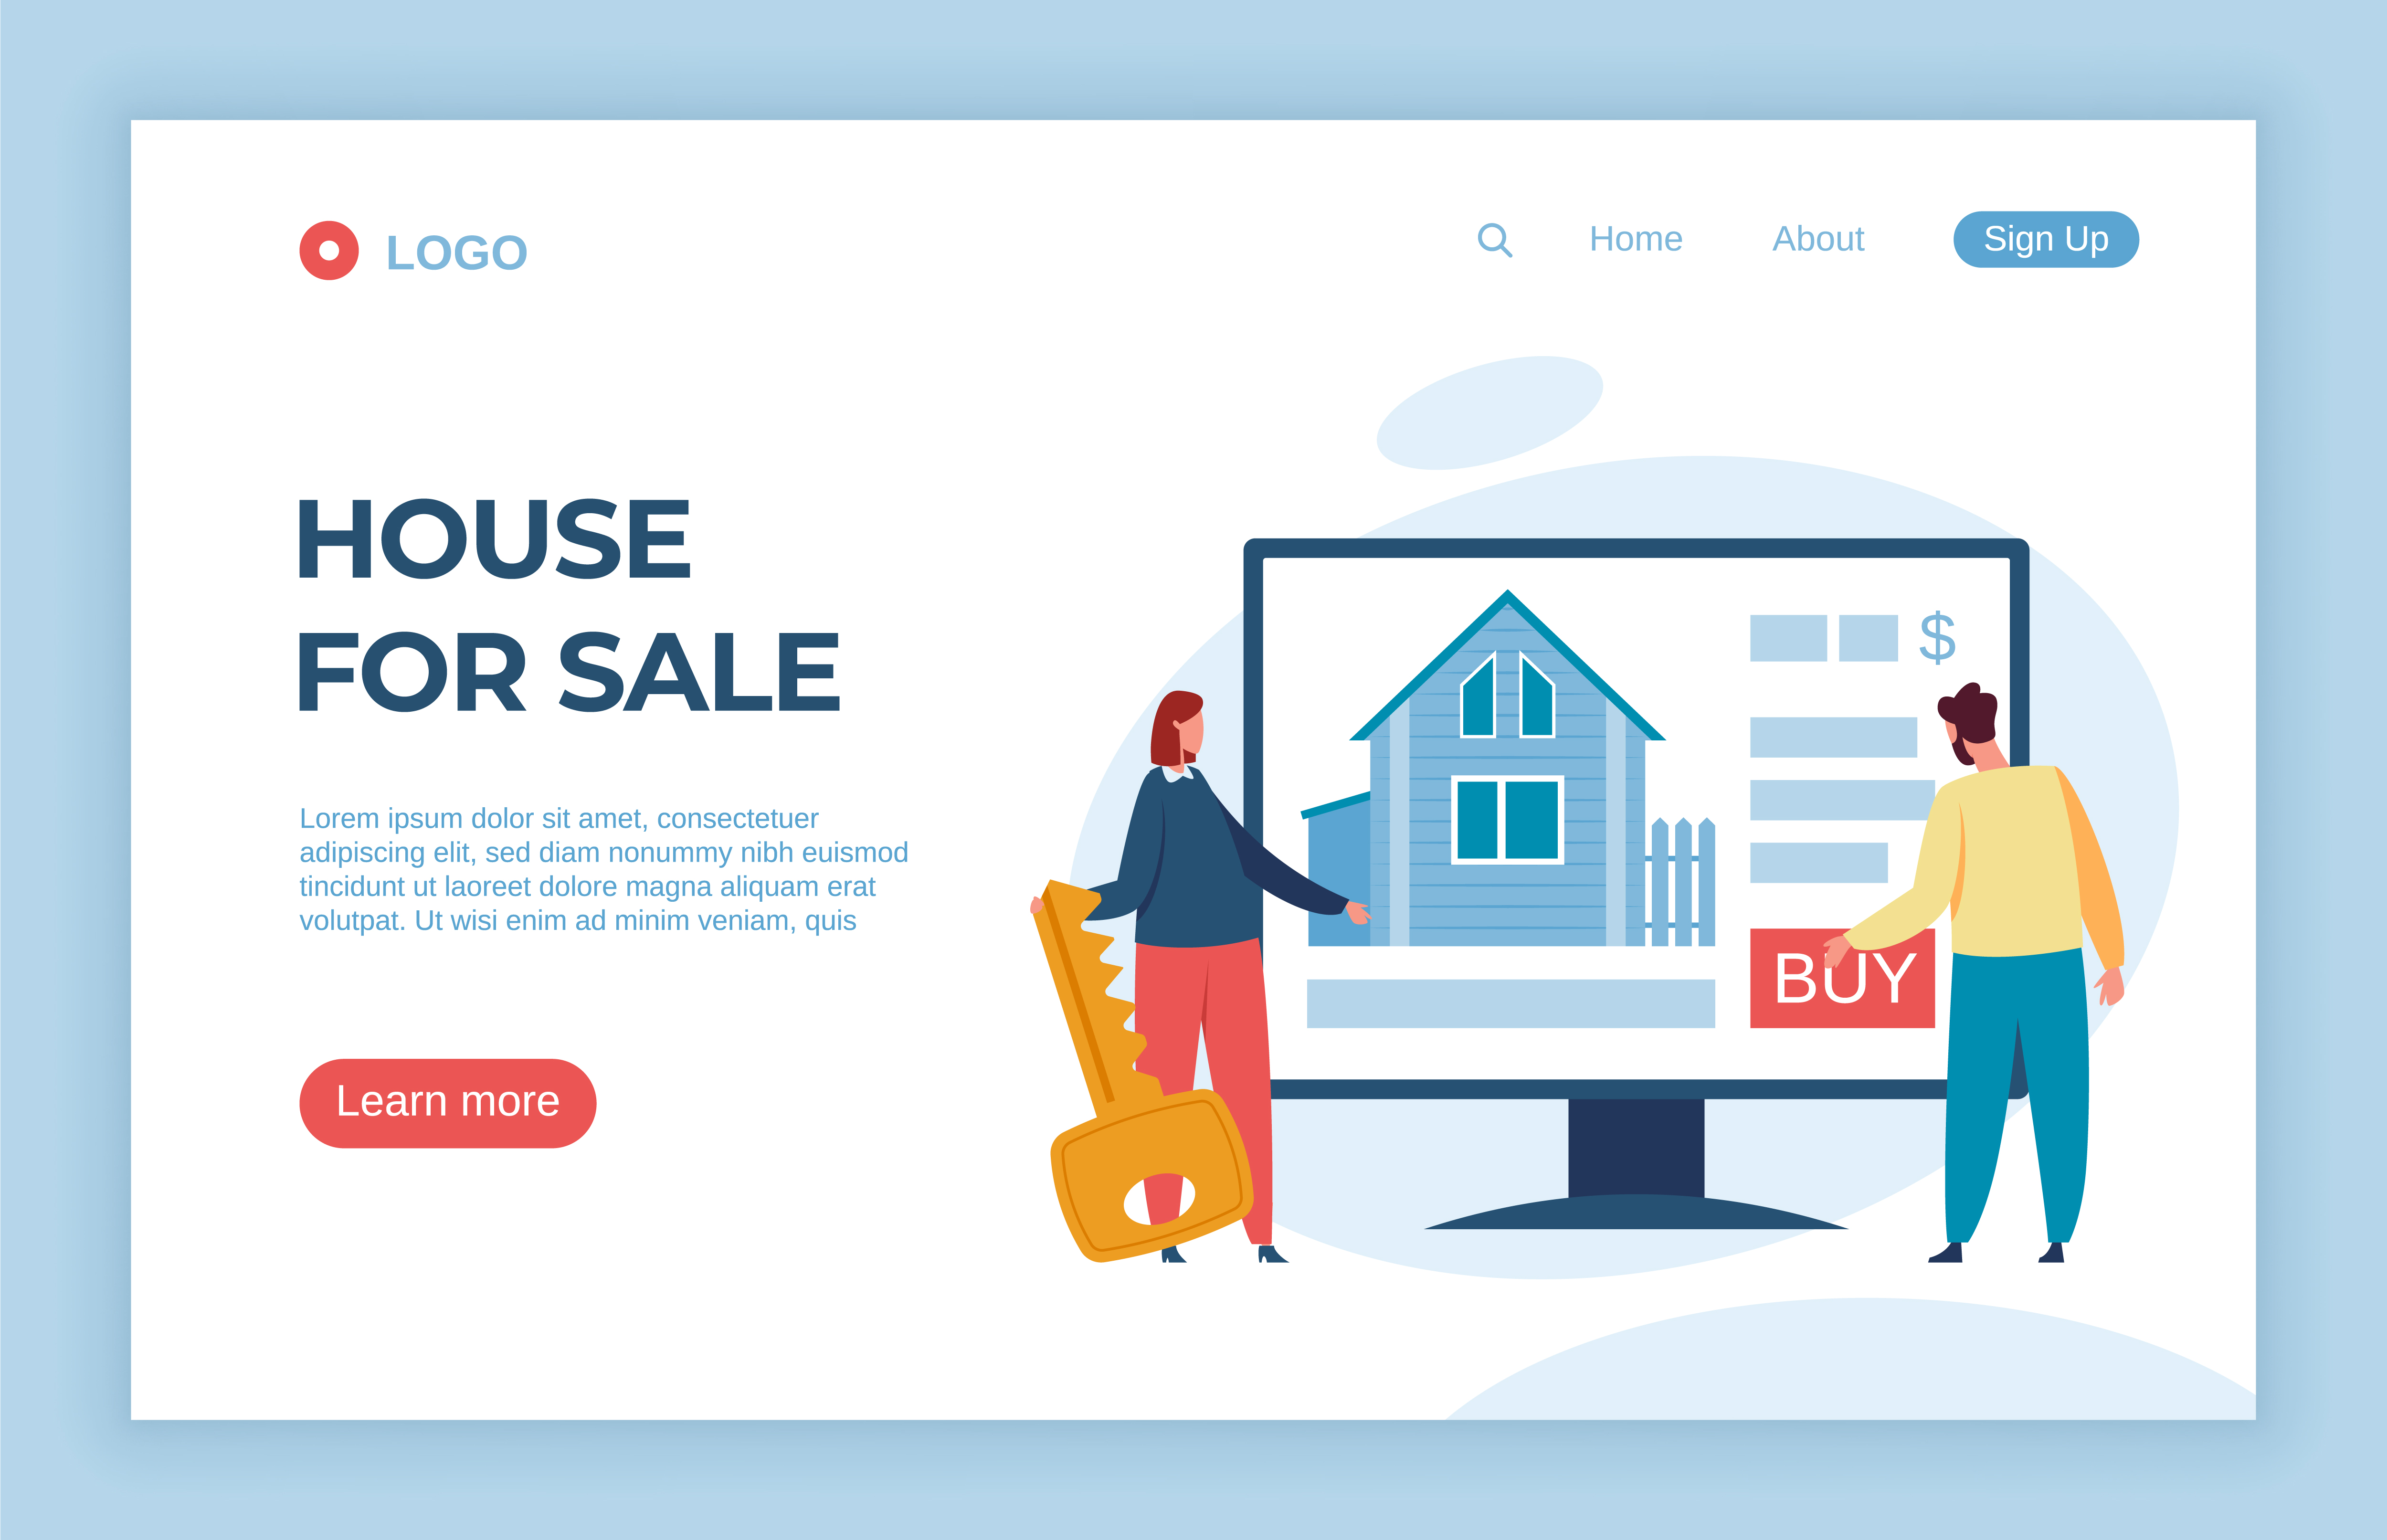 LOGO
Home
About
Sign Up
HOUSE
FOR SALE
$
Lorem ipsum dolor sit amet, consectetuer
adipiscing elit, sed diam nonummy nibh euismod
tincidunt ut laoreet dolore magna aliquam erat
volutpat. Ut wisi enim ad minim veniam, quis
BUY
Learn more